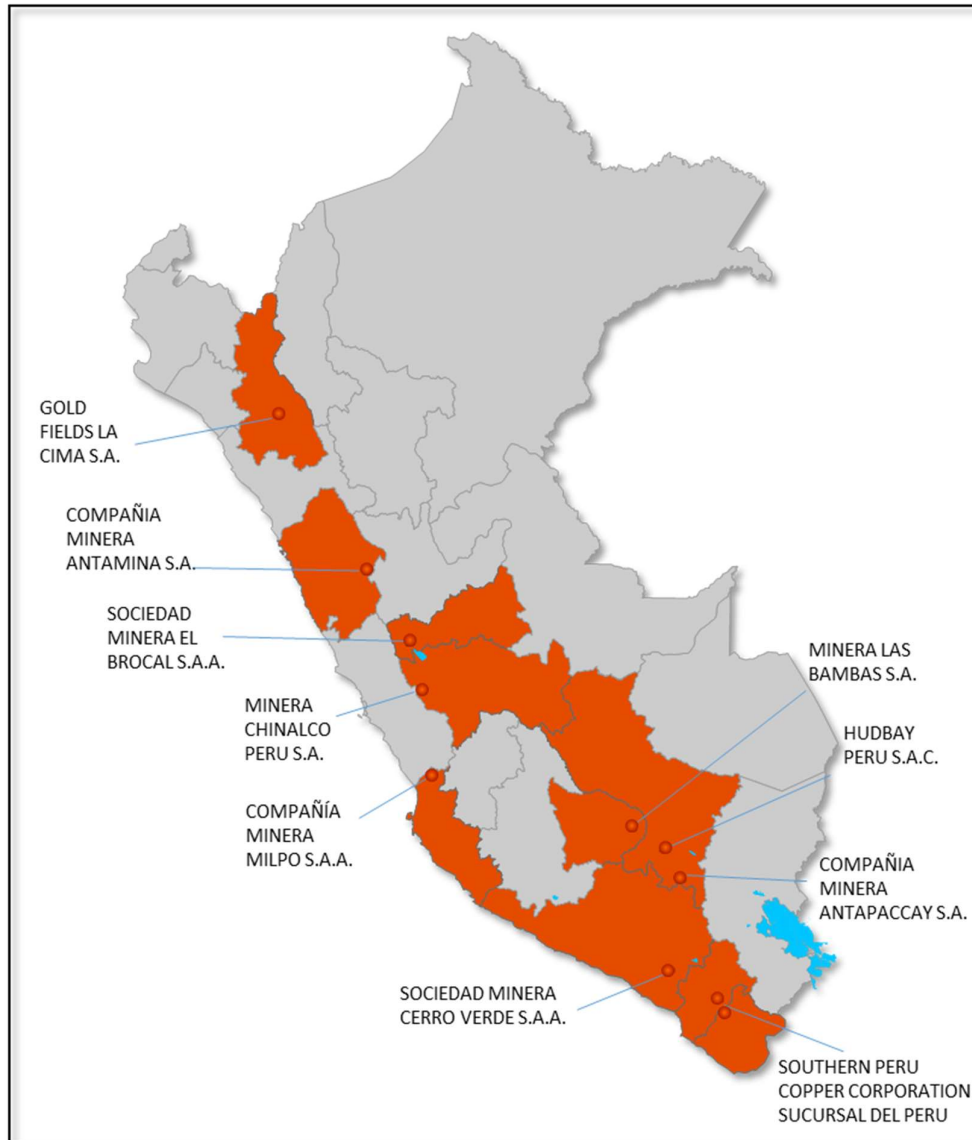 GOLD
FIELDS LA
CIMA S.A.
COMPAÑIA
MINERA
ANTAMINA S.A.
SOCIEDAD
MINERA EL
BROCAL S.A.A.
MINERA
CHINALCO
PERU S.A.
COMPAÑÍA
MINERA
MILPO S.A.A.
SOCIEDAD MINERA
CERRO VERDE S.A.A.
MINERA LAS
BAMBAS S.A.
HUDBAY
PERU S.A.C.
COMPAÑIA
MINERA
ANTAPACCAY S.A.
SOUTHERN PERU
COPPER CORPORATION
SUCURSAL DEL PERU